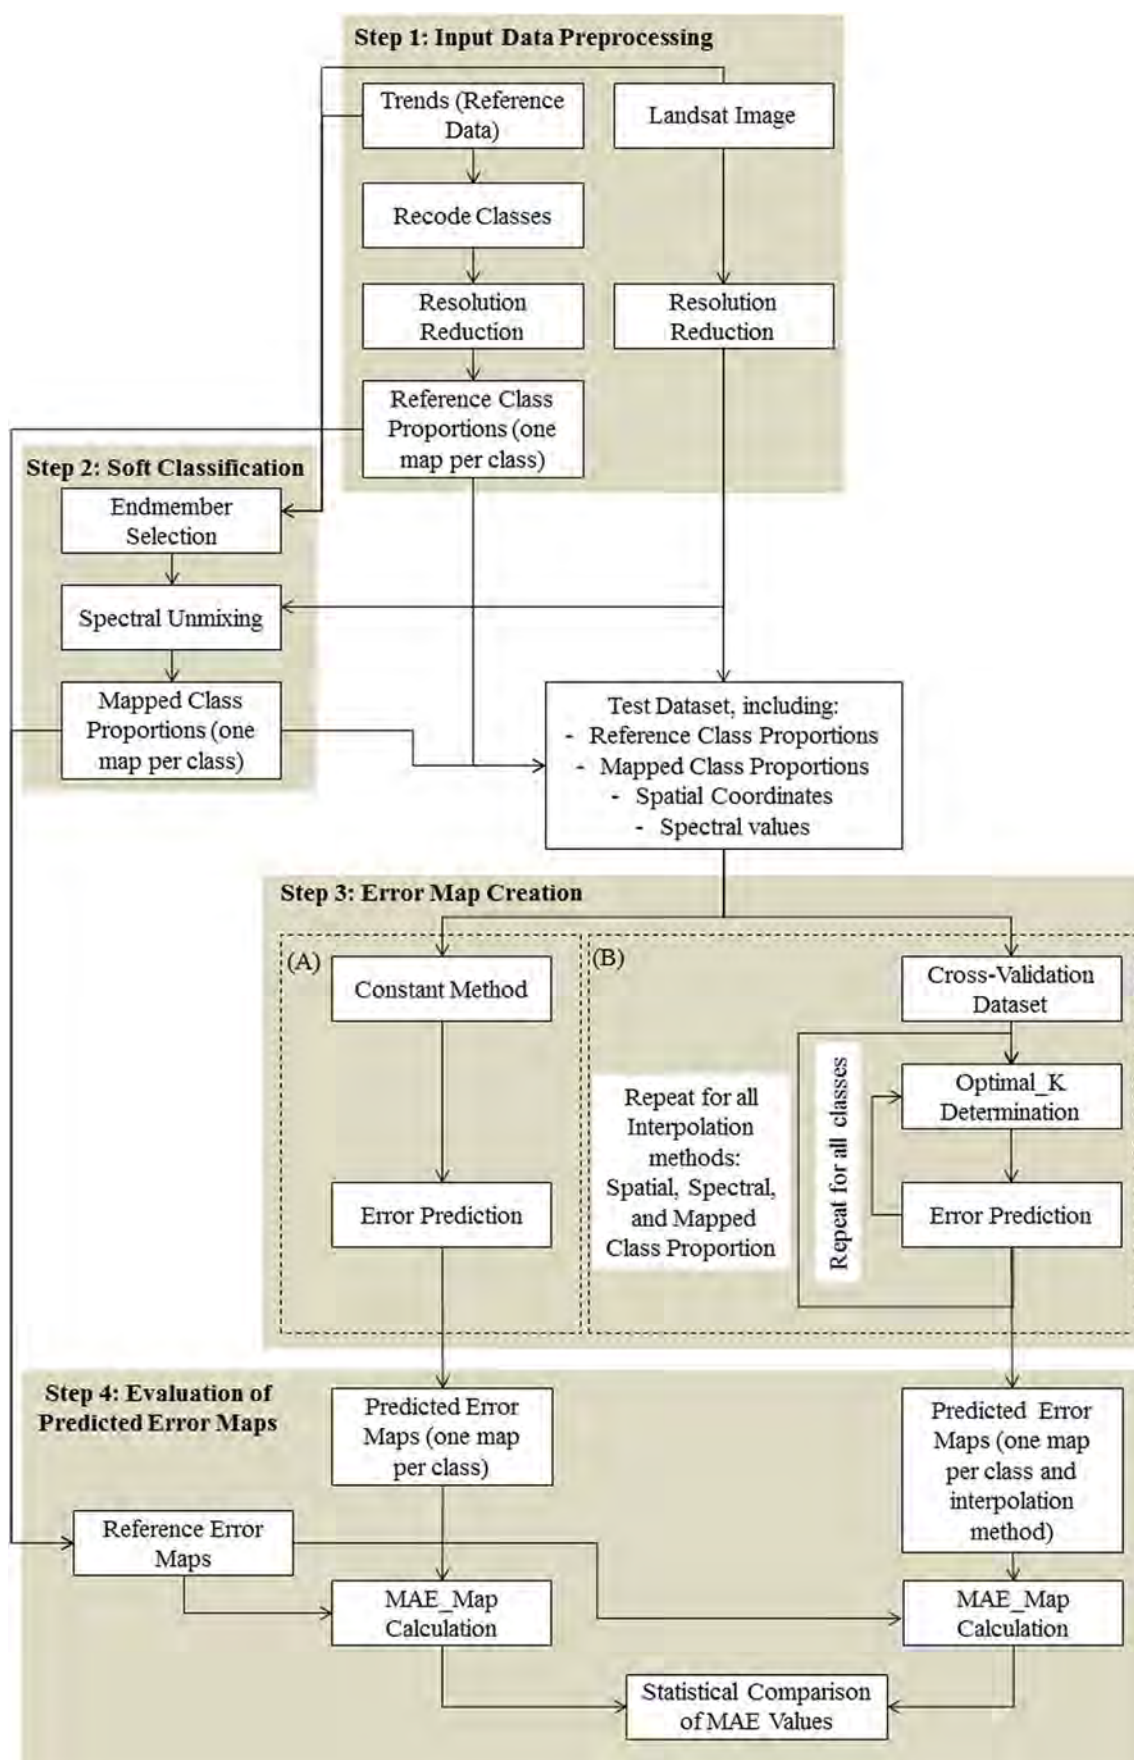 Step 1: Input Data Preprocessing
Trends (Reference
Data)
Landsat Image
Recode Classes
Resolution
Reduction
Resolution
Reduction
Reference Class
Proportions (one
map per class)
Step 2: Soft Classification
Endmember
Selection
Spectral Unmixing
Mapped Class
Proportions (one
map per class)
Test Dataset, including:
- Reference Class Proportions
- Mapped Class Proportions
- Spatial Coordinates
- Spectral values
Step 3: Error Map Creation
(A)
Constant Method
Error Prediction
(B)
Cross-Validation
Dataset
Repeat for all
Interpolation
methods:
Spatial, Spectral,
and Mapped
Class Proportion
Repeat for all classes
Optimal_K
Determination
Error Prediction
Step 4: Evaluation of
Predicted Error Maps
Predicted Error
Maps (one map
per class)
Predicted Error
Maps (one map
per class and
interpolation
method)
Reference Error
Maps
MAE_Map
Calculation
MAE_Map
Calculation
Statistical Comparison
of MAE Values